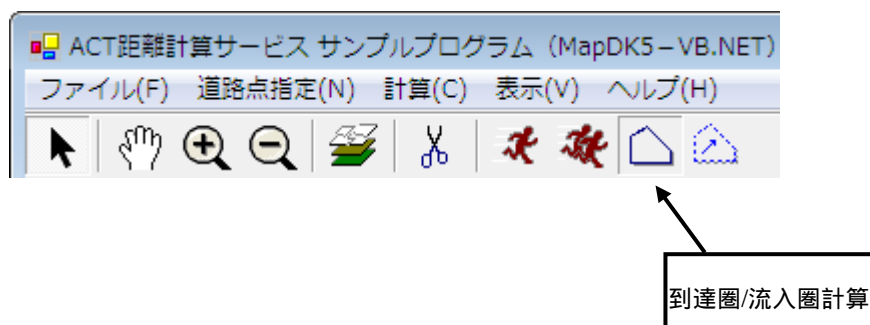 ACT距離計算サービス サンプルプログラム（MapDK5－VB.NET)
ファイル(F) 道路点指定(N) 計算(C) 表示(V) ヘルプ(H)
到達圏/流入圏計算